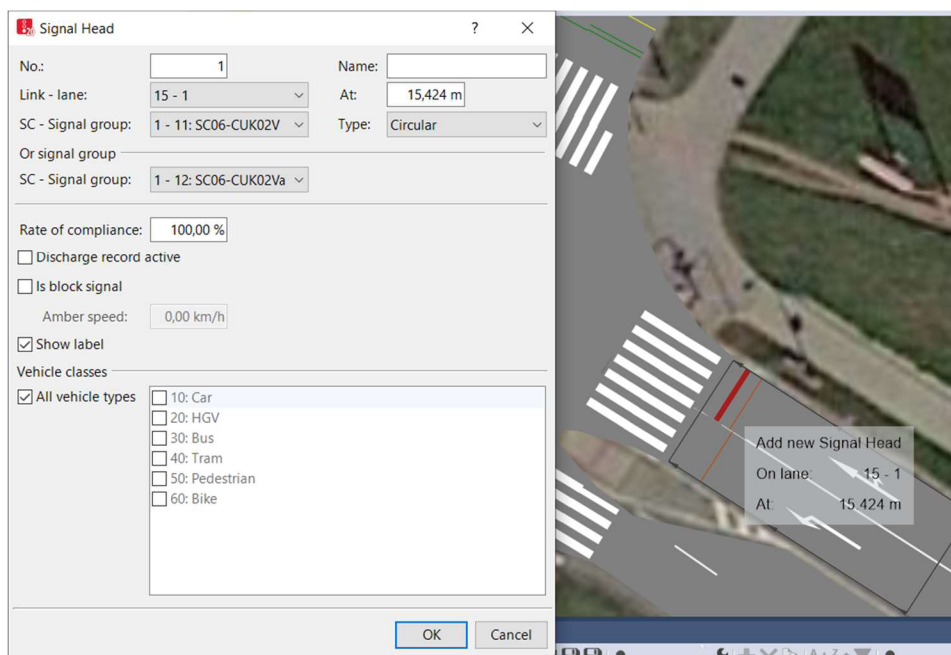 Signal Head ? ×
No.: 1 Name:
Link - lane: 15 - 1 At: 15,424 m
SC - Signal group: 1 - 11: SC06-CUK02V Type: Circular
Or signal group
SC - Signal group: 1 - 12: SC06-CUK02Va
Rate of compliance: 100,00 %
Discharge record active
Is block signal
Amber speed: 0,00 km/h
Show label
Vehicle classes
All vehicle types
10: Car
20: HGV
30: Bus
40: Tram
50: Pedestrian
60: Bike
OK Cancel
Add new Signal Head
On lane: 15 - 1
At: 15.424 m